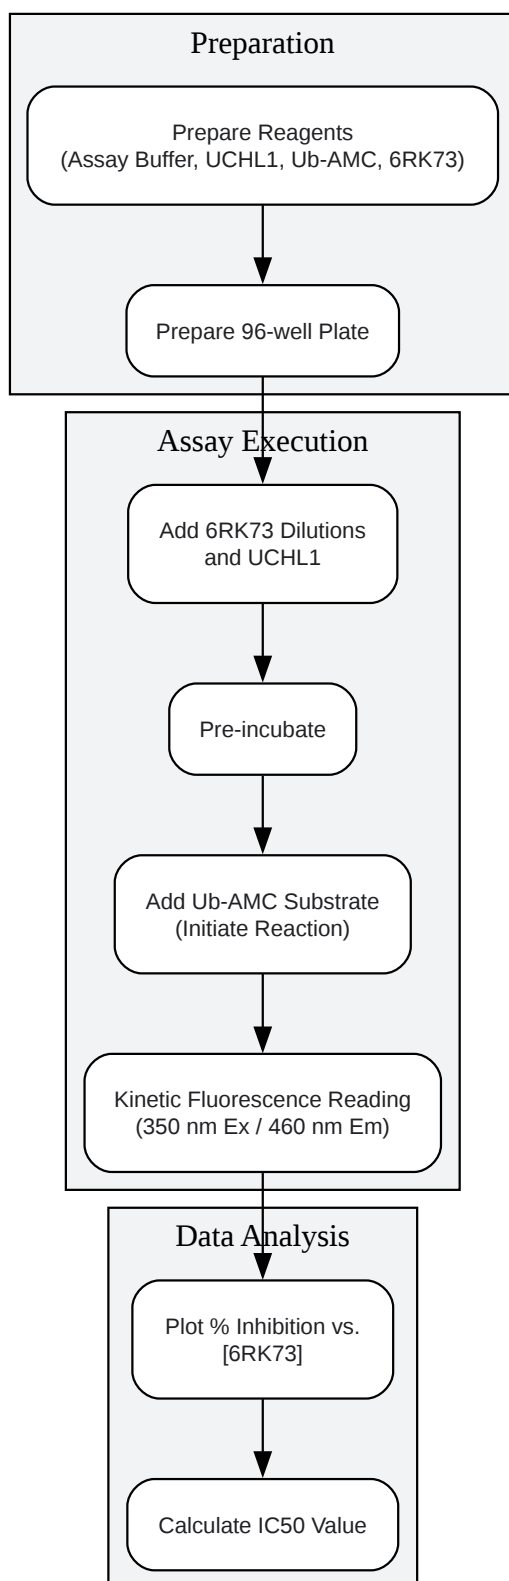 Preparation
Prepare Reagents
(Assay Buffer, UCHL1, Ub-AMC, 6RK73)
Prepare 96-well Plate
Assay Execution
Add 6RK73 Dilutions
and UCHL1
Pre-incubate
Add Ub-AMC Substrate
(Initiate Reaction)
Kinetic Fluorescence Reading
(350 nm Ex / 460 nm Em)
Data Analysis
Plot % Inhibition vs.
[6RK73]
Calculate IC50 Value